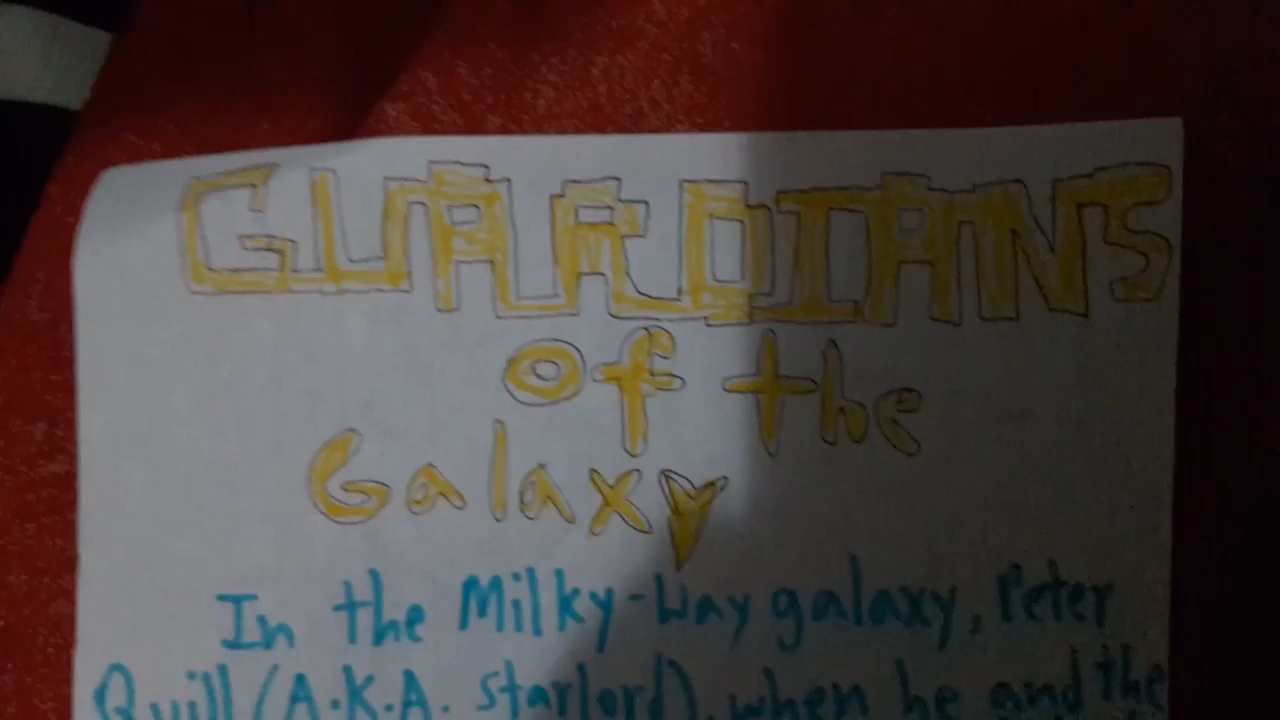 GUARDIANS
of the
Galaxy
In the Milky-Way galaxy, Peter
Quill (A.K.A. Starlord), when he and the